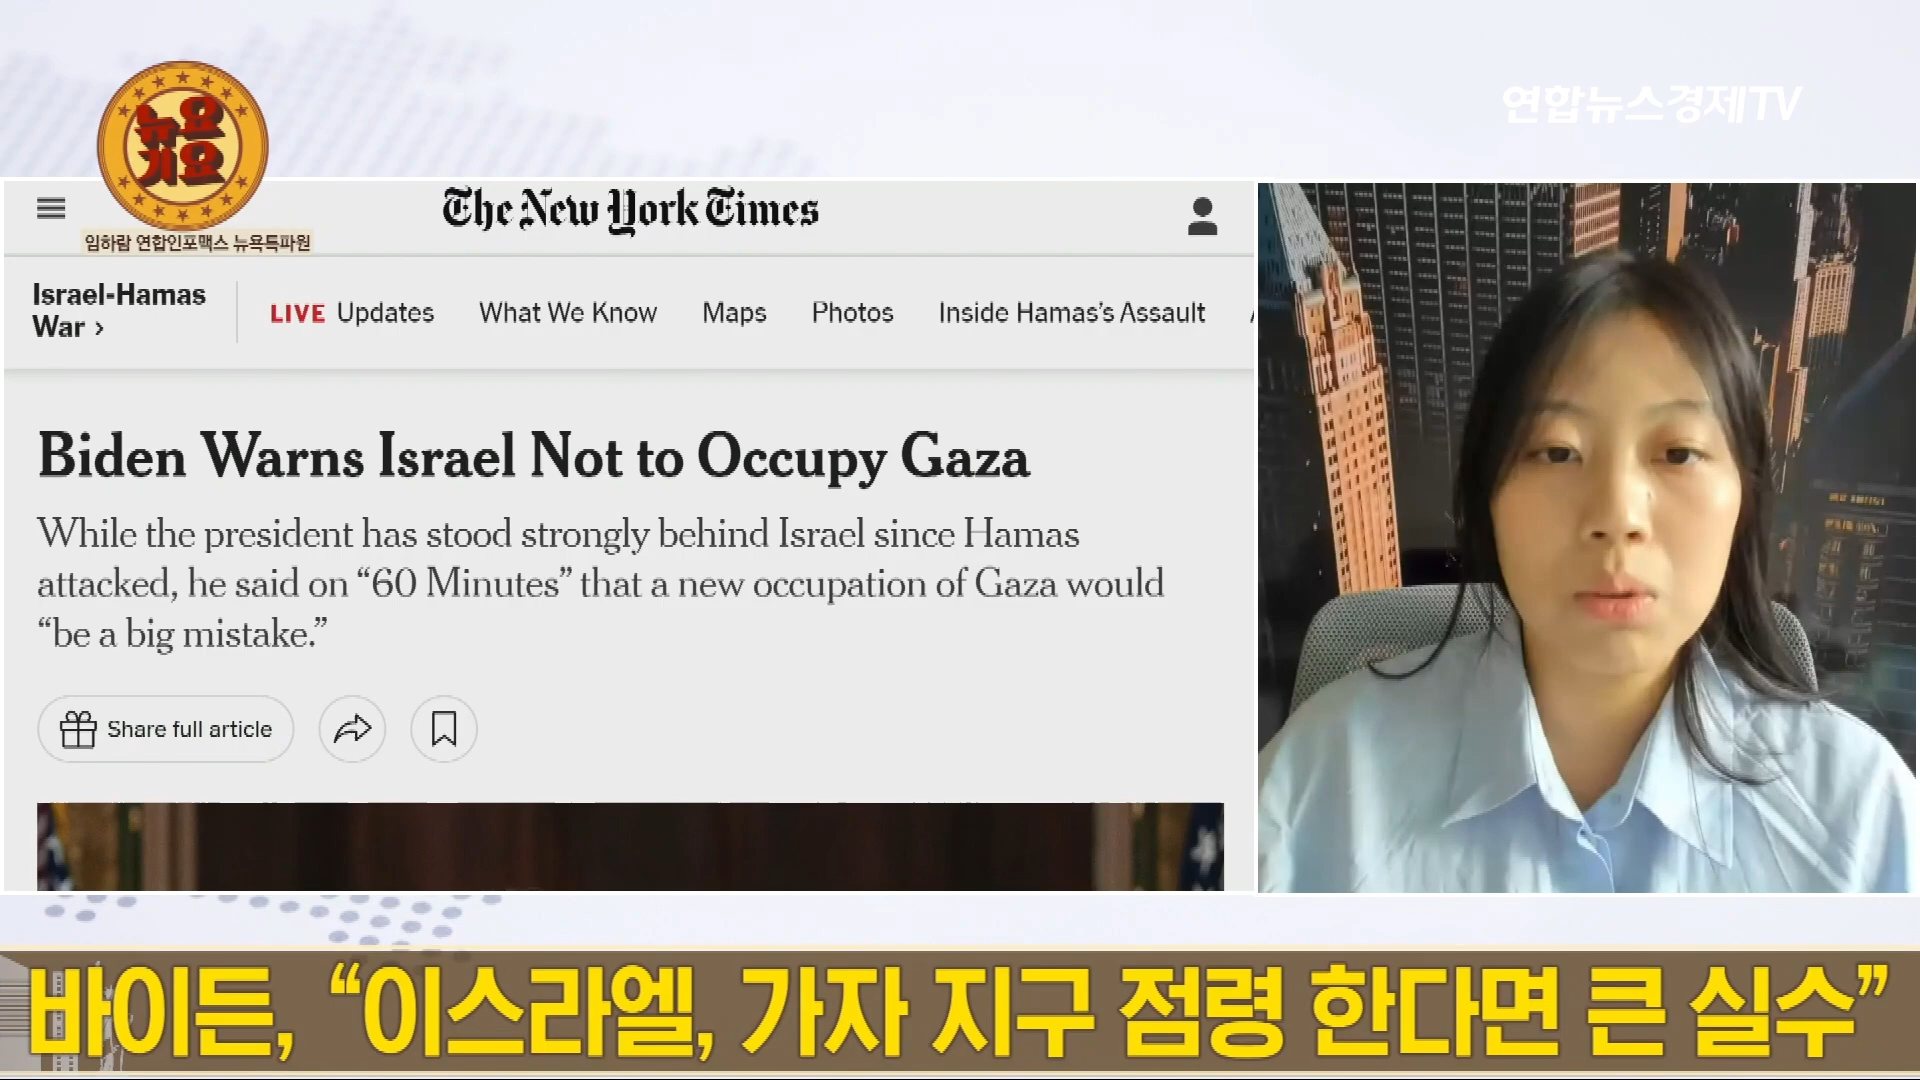 뉴욕
기요
임하람 연합인포맥스 뉴욕특파원
연합뉴스경제TV
The New York Times
Israel-Hamas
War ›
LIVE Updates What We Know Maps Photos Inside Hamas's Assault
Biden Warns Israel Not to Occupy Gaza
While the president has stood strongly behind Israel since Hamas
attacked, he said on “60 Minutes” that a new occupation of Gaza would
“be a big mistake.”
Share full article
바이든, “이스라엘, 가자 지구 점령 한다면 큰 실수”